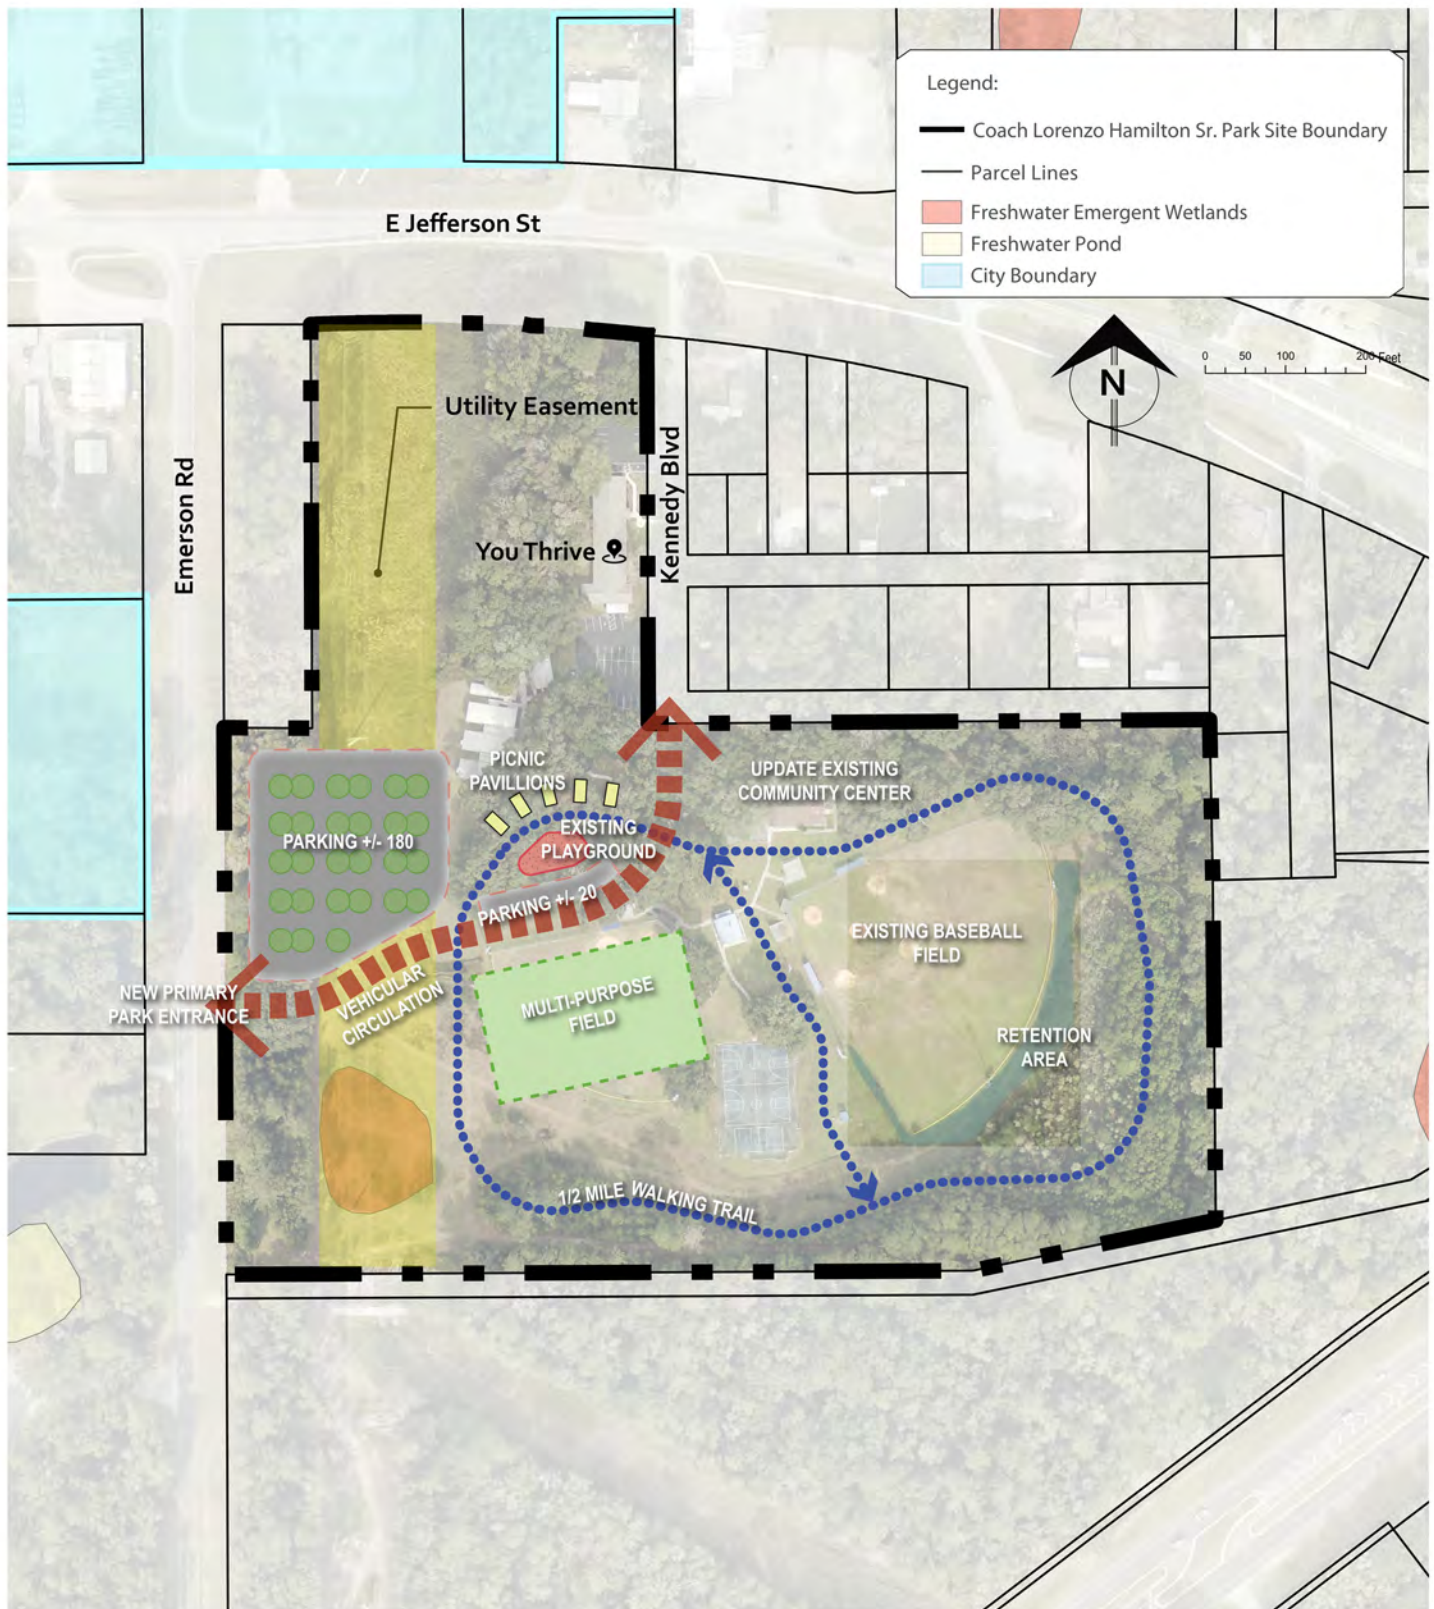 Legend:
Coach Lorenzo Hamilton Sr. Park Site Boundary
Parcel Lines
Freshwater Emergent Wetlands
Freshwater Pond
City Boundary
E Jefferson St
N
0 50 100 200 Feet
Utility Easement
Emerson Rd
Kennedy Blvd
You Thrive
PICNIC
PAVILLIONS
UPDATE EXISTING
COMMUNITY CENTER
EXISTING
PLAYGROUND
PARKING +/- 180
PARKING +/- 20
EXISTING BASEBALL
FIELD
NEW PRIMARY
PARK ENTRANCE
VEHICULAR
CIRCULATION
MULTI-PURPOSE
FIELD
RETENTION
AREA
1/2 MILE WALKING TRAIL